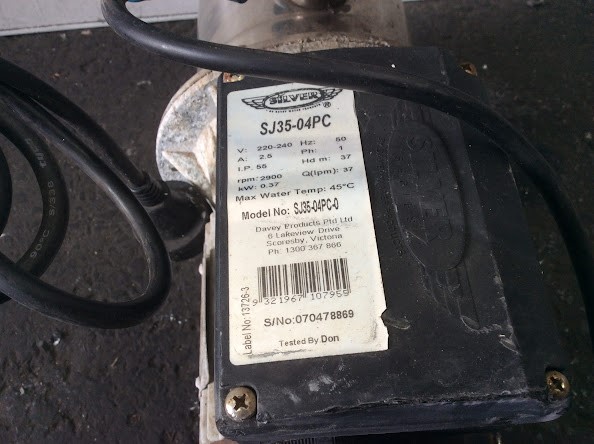 SILVER
SJ35-04PC
V: 220-240 Hz: 50
A: 2.5 Ph: 1
I.P. 55 Hd m: 37
rpm: 2900 Q(lpm): 37
kW: 0.37
Max Water Temp: 45°C
Model No: SJ35-04PC-0
Davey Products Ptd Ltd
6 Lakeview Drive
Scoresby, Victoria
Ph: 1300 367 866
9 321967 107955
Label No: 13726-3
S/No: 070478869
Tested By Don